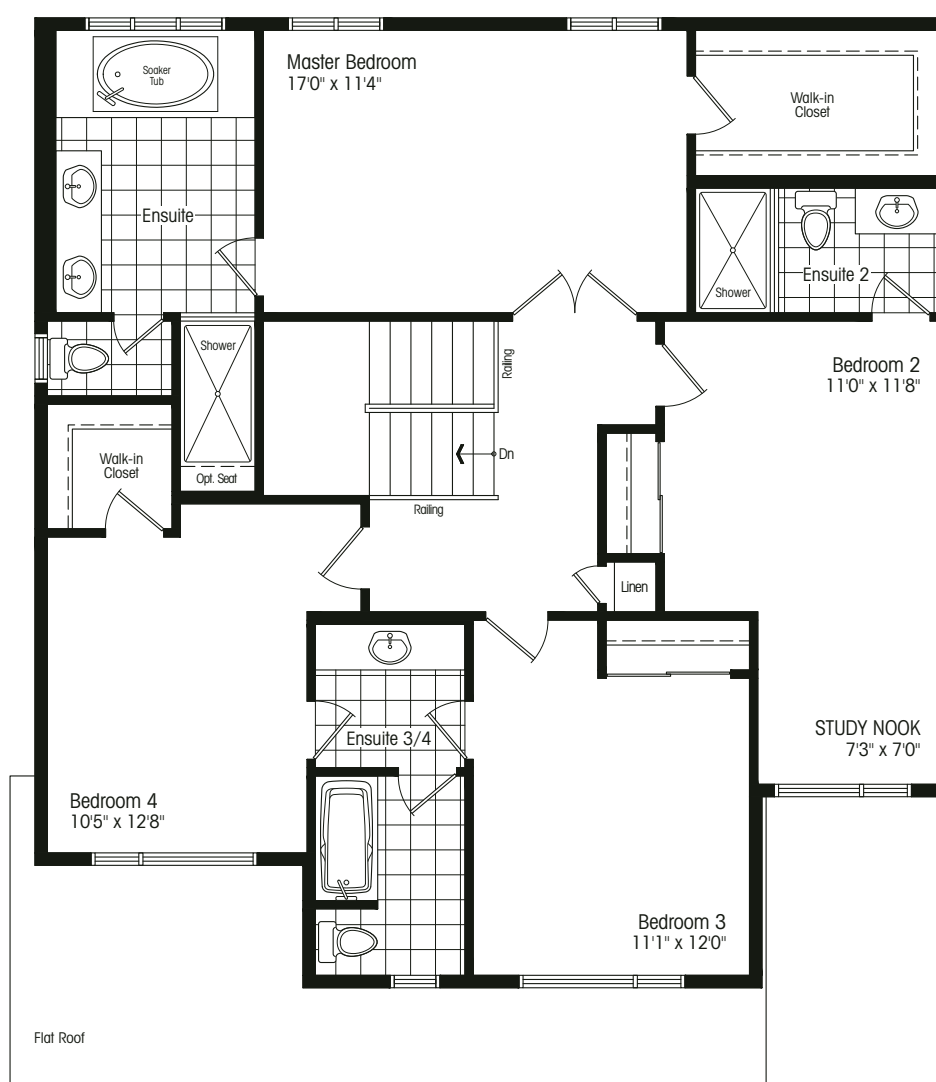 Soaker
Tub
Master Bedroom
17'0" x 11'4"
Walk-in
Closet
Ensuite
Ensuite 2
Shower
Shower
Railing
Bedroom 2
11'0" x 11'8"
Walk-in
Closet
Dn
Opt. Seat
Railing
Linen
STUDY NOOK
7'3" x 7'0"
Ensuite 3/4
Bedroom 4
10'5" x 12'8"
Bedroom 3
11'1" x 12'0"
Flat Roof